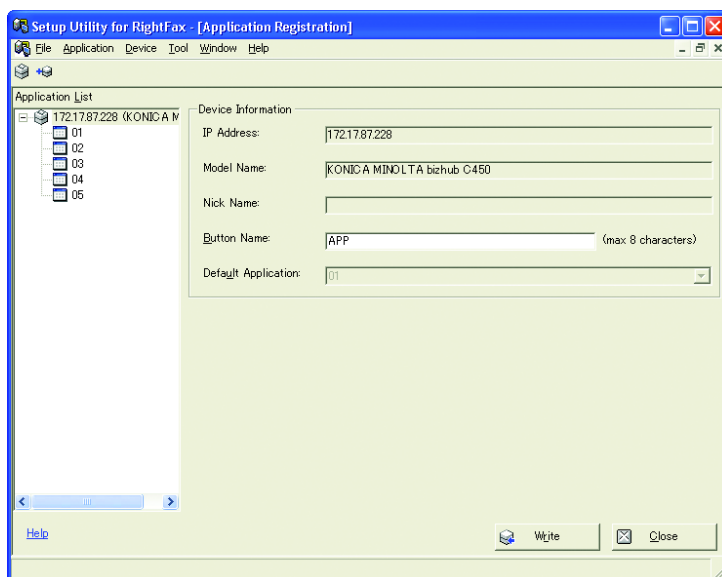 Setup Utility for RightFax - [Application Registration]
File Application Device Tool Window Help
Application List
172.17.87.228 (KONICA M
01
02
03
04
05
Device Information
IP Address: 172.17.87.228
Model Name: KONICA MINOLTA bizhub C450
Nick Name:
Button Name: APP (max 8 characters)
Default Application: 01
Help
Write Close